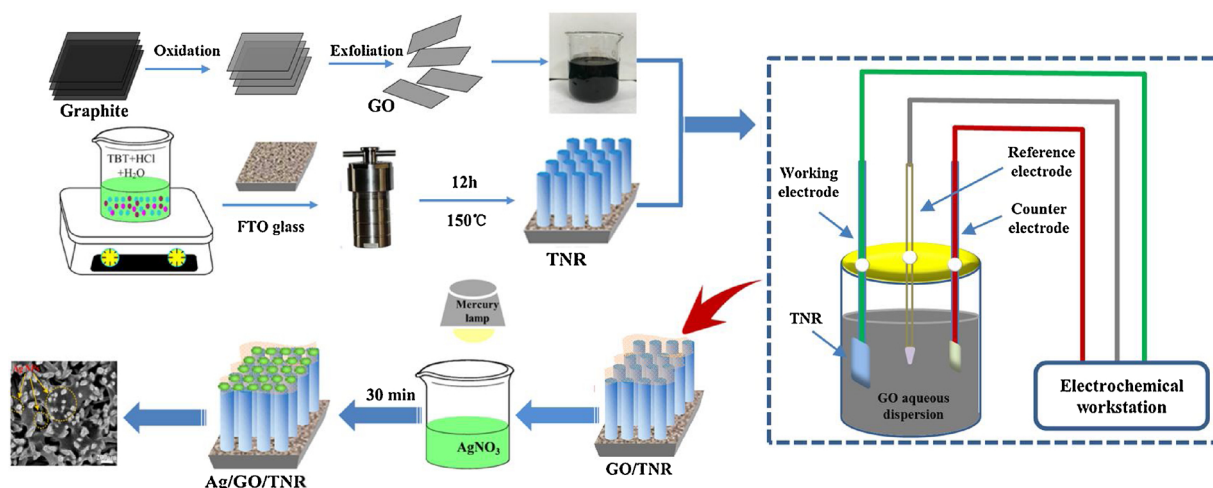 Oxidation
Exfoliation
Graphite
GO
TBT+HCl
+H₂O
FTO glass
12h
150℃
TNR
Working
electrode
Reference
electrode
Counter
electrode
TNR
GO aqueous
dispersion
Electrochemical
workstation
Mercury
lamp
30 min
AgNO₃
Ag/GO/TNR
GO/TNR